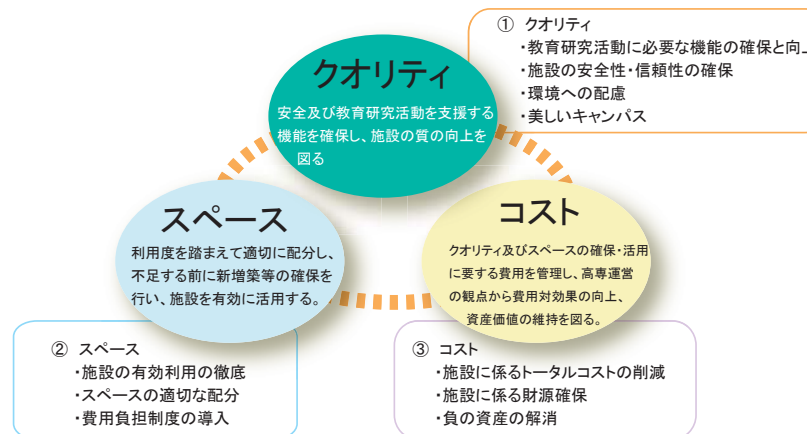 ① クオリティ
・教育研究活動に必要な機能の確保と向上
・施設の安全性・信頼性の確保
・環境への配慮
・美しいキャンパス
クオリティ
安全及び教育研究活動を支援する
機能を確保し、施設の質の向上を
図る
スペース
利用度を踏まえて適切に配分し、
不足する前に新増築等の確保を
行い、施設を有効に活用する。
コスト
クオリティ及びスペースの確保・活用
に要する費用を管理し、高専運営
の観点から費用対効果の向上、
資産価値の維持を図る。
② スペース
・施設の有効利用の徹底
・スペースの適切な配分
・費用負担制度の導入
③ コスト
・施設に係るトータルコストの削減
・施設に係る財源確保
・負の資産の解消